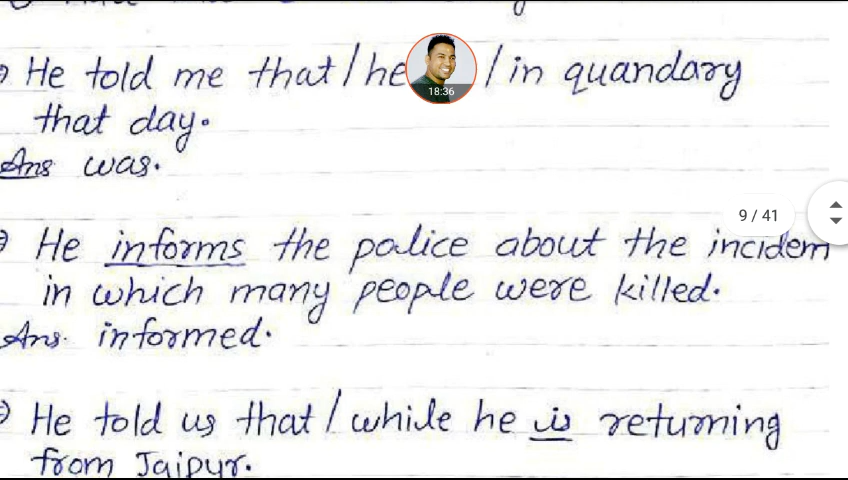 He told me that / he / in quandary
18:36
that day.
Ans was.
9 / 41
He informs the police about the inciden
in which many people were killed.
Ans. informed.
He told us that / while he is returning
from Jaipur.